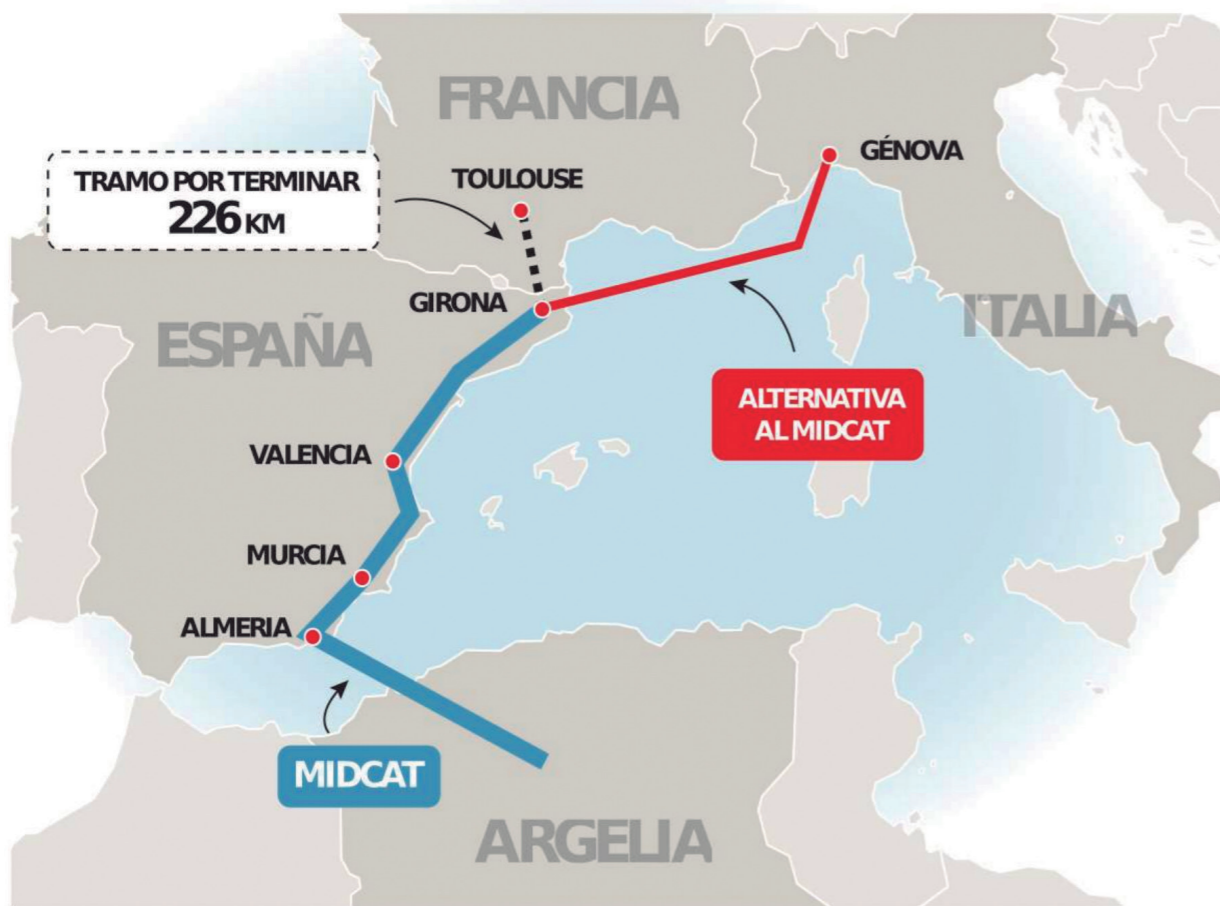 FRANCIA
GÉNOVA
TRAMO POR TERMINAR
226 KM
TOULOUSE
GIRONA
ESPAÑA
ITALIA
ALTERNATIVA
AL MIDCAT
VALENCIA
MURCIA
ALMERIA
MIDCAT
ARGELIA